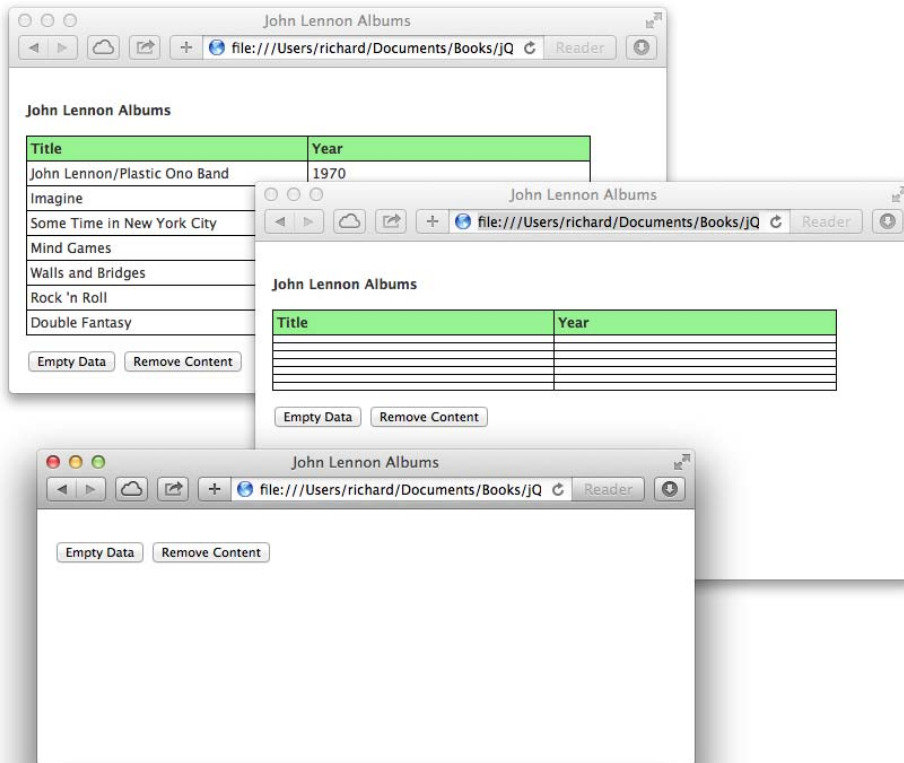 John Lennon Albums
file:///Users/richard/Documents/Books/jQ Reader
John Lennon Albums
Title Year
John Lennon/Plastic Ono Band 1970
Imagine
Some Time in New York City
Mind Games
Walls and Bridges
Rock 'n Roll
Double Fantasy
Empty Data Remove Content
John Lennon Albums
file:///Users/richard/Documents/Books/jQ Reader
John Lennon Albums
Title Year
Empty Data Remove Content
John Lennon Albums
file:///Users/richard/Documents/Books/jQ Reader
Empty Data Remove Content